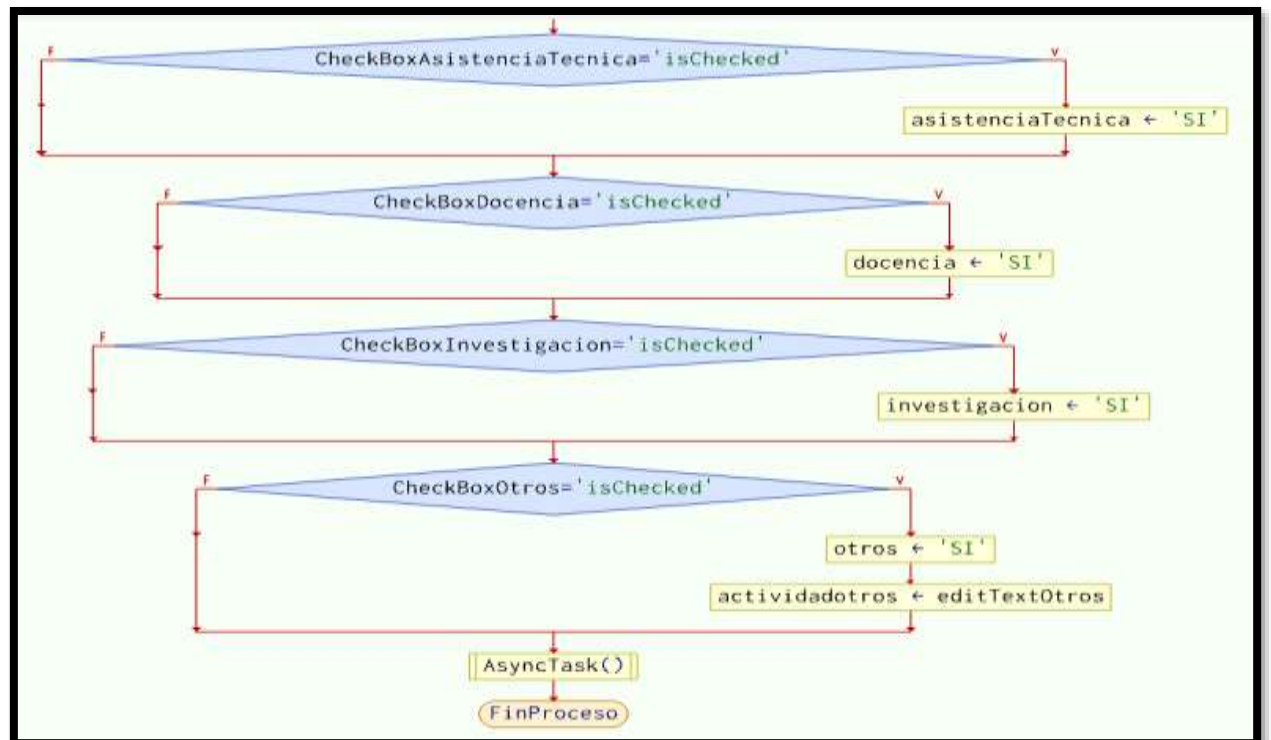 CheckBoxAsistenciaTecnica='isChecked'
F
V
asistenciaTecnica ← 'SI'
CheckBoxDocencia='isChecked'
F
V
docencia ← 'SI'
CheckBoxInvestigacion='isChecked'
F
V
investigacion ← 'SI'
CheckBoxOtros='isChecked'
F
V
otros ← 'SI'
actividadotros ← editTextOtros
AsyncTask()
FinProceso